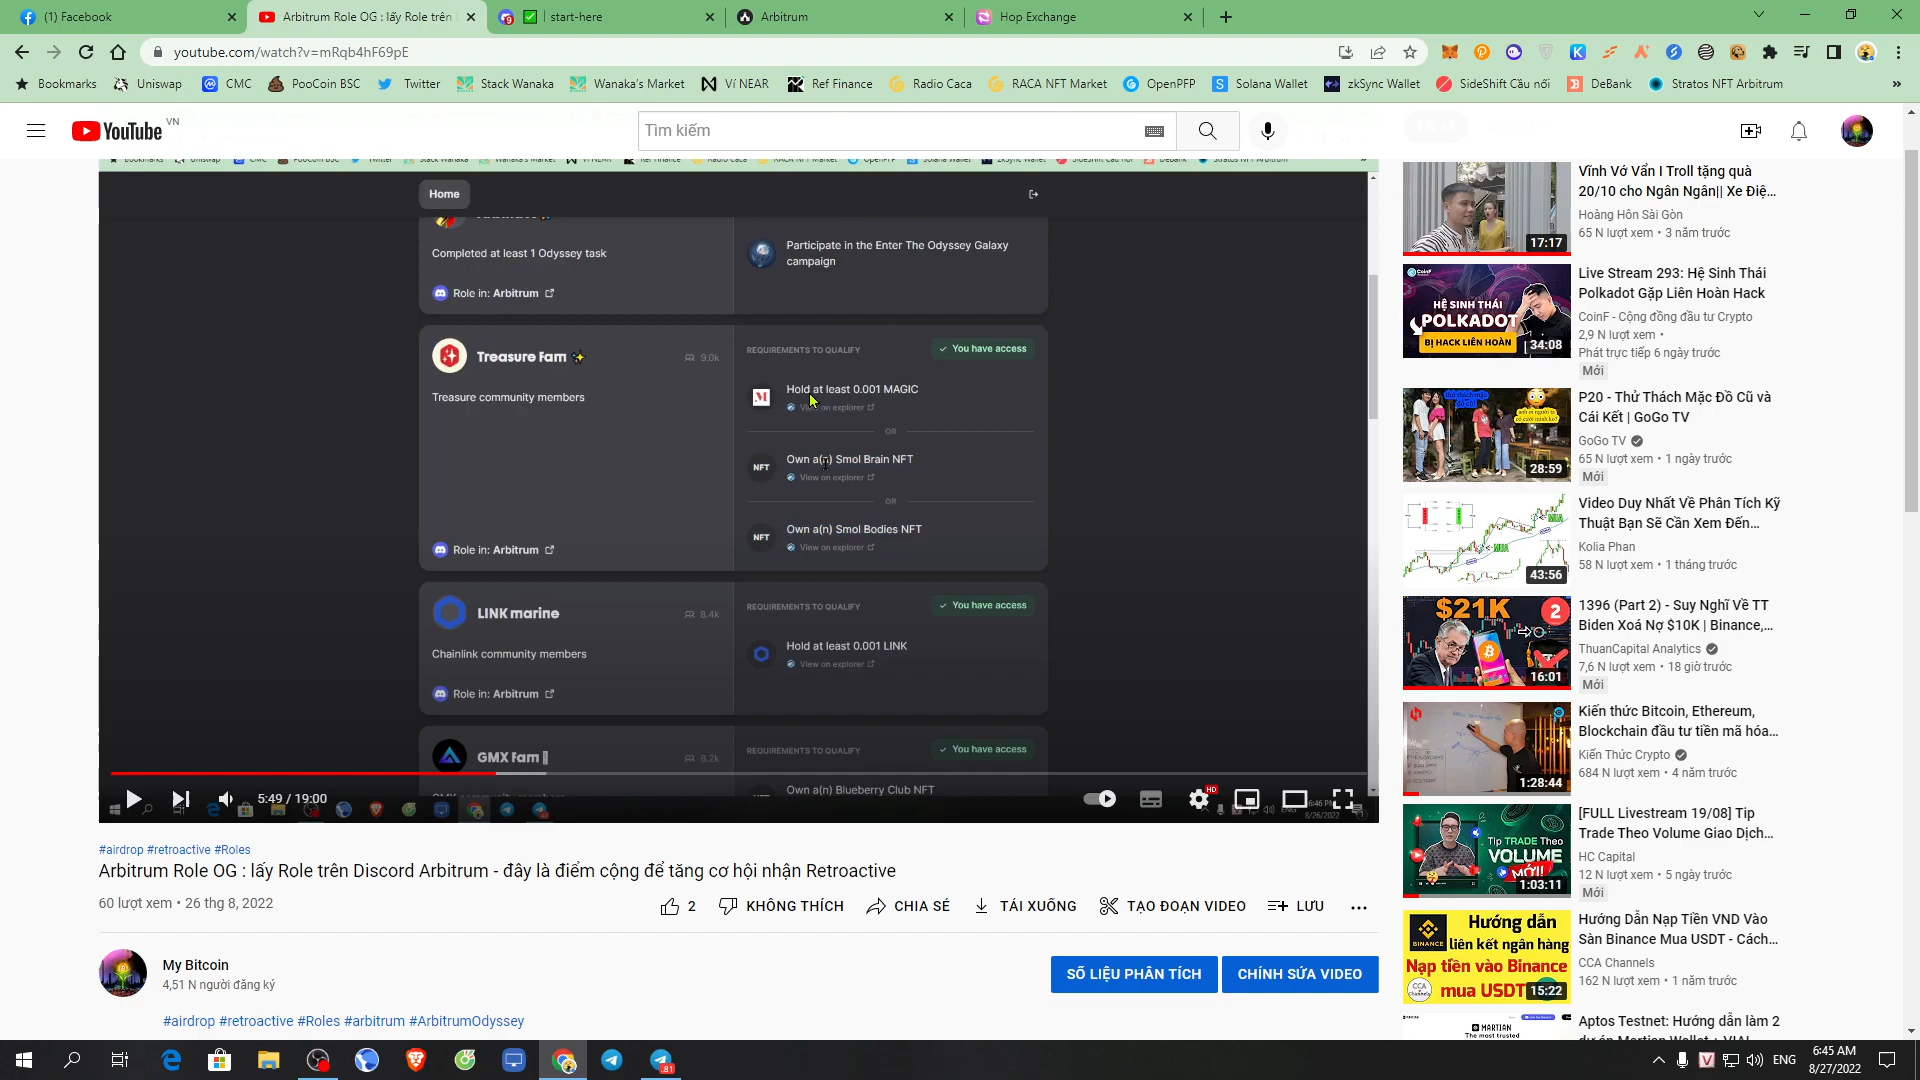 (1) Facebook
Arbitrum Role OG : lấy Role trên
start-here
Arbitrum
Hop Exchange
youtube.com/watch?v=mRqb4hF69pE
Bookmarks
Uniswap
CMC
PooCoin BSC
Twitter
Stack Wanaka
Wanaka's Market
Ví NEAR
Ref Finance
Radio Caca
RACA NFT Market
OpenPFP
Solana Wallet
zkSync Wallet
SideShift Cầu nối
DeBank
Stratos NFT Arbitrum
YouTube VN
Tìm kiếm
Home
Completed at least 1 Odyssey task
Role in: Arbitrum
Participate in the Enter The Odyssey Galaxy
campaign
Treasure Fam
9.0k
Treasure community members
Role in: Arbitrum
REQUIREMENTS TO QUALIFY
You have access
Hold at least 0.001 MAGIC
View on explorer
OR
NFT
Own a(n) Smol Brain NFT
View on explorer
OR
NFT
Own a(n) Smol Bodies NFT
View on explorer
LINK marine
8.4k
Chainlink community members
Role in: Arbitrum
REQUIREMENTS TO QUALIFY
You have access
Hold at least 0.001 LINK
View on explorer
GMX Fam
8.2k
REQUIREMENTS TO QUALIFY
You have access
Own a(n) Blueberry Club NFT
5:49 / 19:00
HD
8/26/2022
#airdrop #retroactive #Roles
Arbitrum Role OG : lấy Role trên Discord Arbitrum - đây là điểm cộng để tăng cơ hội nhận Retroactive
60 lượt xem • 26 thg 8, 2022
2
KHÔNG THÍCH
CHIA SẺ
TẢI XUỐNG
TẠO ĐOẠN VIDEO
LƯU
My Bitcoin
4,51 N người đăng ký
SỐ LIỆU PHÂN TÍCH
CHỈNH SỬA VIDEO
#airdrop #retroactive #Roles #arbitrum #ArbitrumOdyssey
17:17
Vĩnh Vớ Vẩn I Troll tặng quà
20/10 cho Ngân Ngân|| Xe Điệ...
Hoàng Hôn Sài Gòn
65 N lượt xem • 3 năm trước
CoinF
HỆ SINH THÁI
POLKADOT
BỊ HACK LIÊN HOÀN
34:08
Live Stream 293: Hệ Sinh Thái
Polkadot Gặp Liên Hoàn Hack
CoinF - Cộng đồng đầu tư Crypto
2,9 N lượt xem •
Phát trực tiếp 6 ngày trước
Mới
28:59
P20 - Thử Thách Mặc Đồ Cũ và
Cái Kết | GoGo TV
GoGo TV
65 N lượt xem • 1 ngày trước
Mới
43:56
Video Duy Nhất Về Phân Tích Kỹ
Thuật Bạn Sẽ Cần Xem Đến...
Kolia Phan
58 N lượt xem • 1 tháng trước
$21K
2
16:01
1396 (Part 2) - Suy Nghĩ Về TT
Biden Xoá Nợ $10K | Binance,...
ThuanCapital Analytics
7,6 N lượt xem • 18 giờ trước
Mới
1:28:44
Kiến thức Bitcoin, Ethereum,
Blockchain đầu tư tiền mã hóa...
Kiến Thức Crypto
684 N lượt xem • 4 năm trước
Tip TRADE Theo
VOLUME
MỚI!
1:03:11
[FULL Livestream 19/08] Tip
Trade Theo Volume Giao Dịch...
HC Capital
12 N lượt xem • 5 ngày trước
Mới
BINANCE
Hướng dẫn
liên kết ngân hàng
Nạp tiền vào Binance
mua USDT
CCA
Channels
15:22
Hướng Dẫn Nạp Tiền VND Vào
Sàn Binance Mua USDT - Cách...
CCA Channels
162 N lượt xem • 1 năm trước
MARTIAN
The most trusted
Aptos Testnet: Hướng dẫn làm 2
81
ENG
6:45 AM
8/27/2022